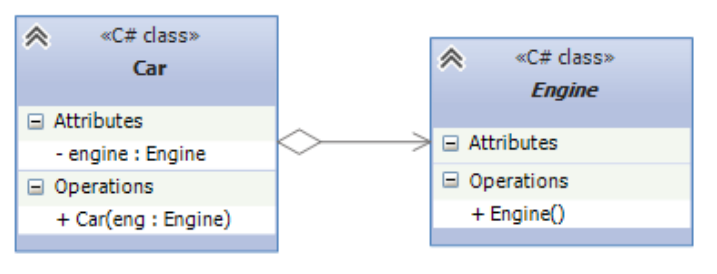 «C# class»
Car
Attributes
- engine : Engine
Operations
+ Car(eng : Engine)
«C# class»
Engine
Attributes
Operations
+ Engine()